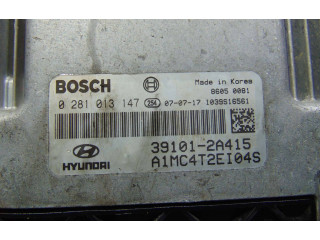 BOSCH
Made in Korea
8605 0081
0 281 013 147 254 07-07-17 1039S16561
39101-2A415
HYUNDAI
A1MC4T2EI04S